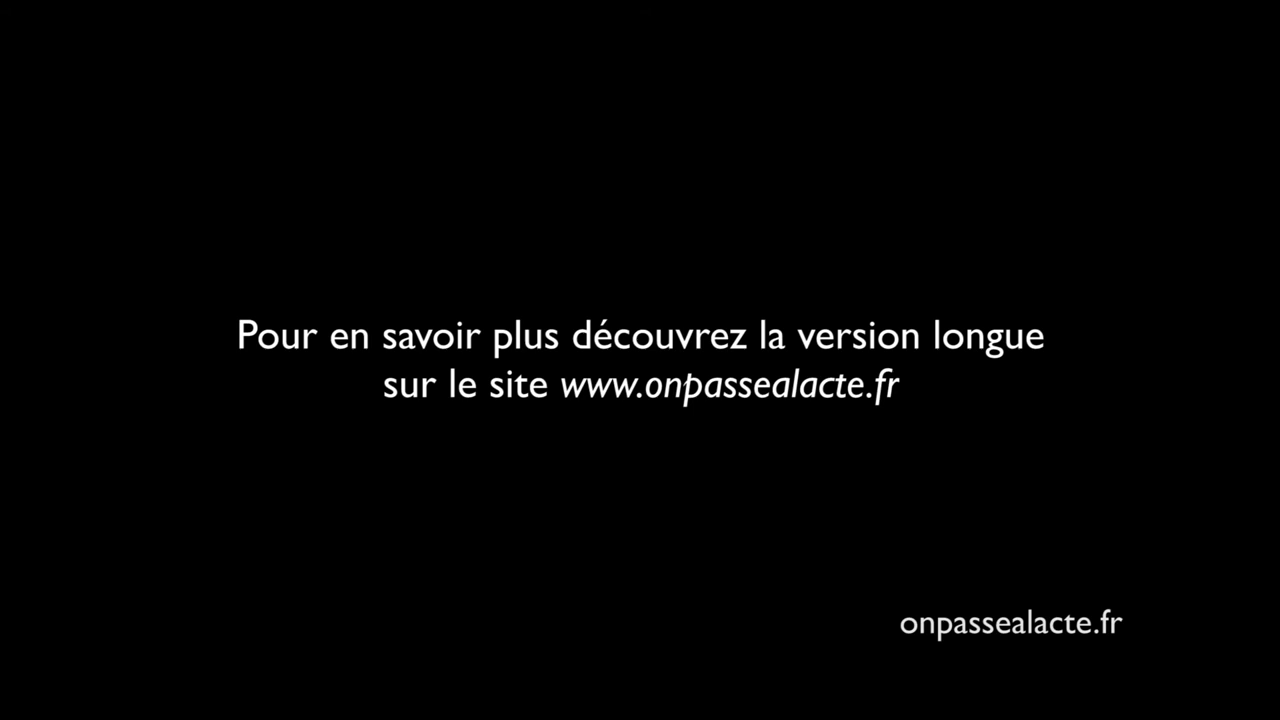 Pour en savoir plus découvrez la version longue
sur le site www.onpassealacte.fr
onpassealacte.fr